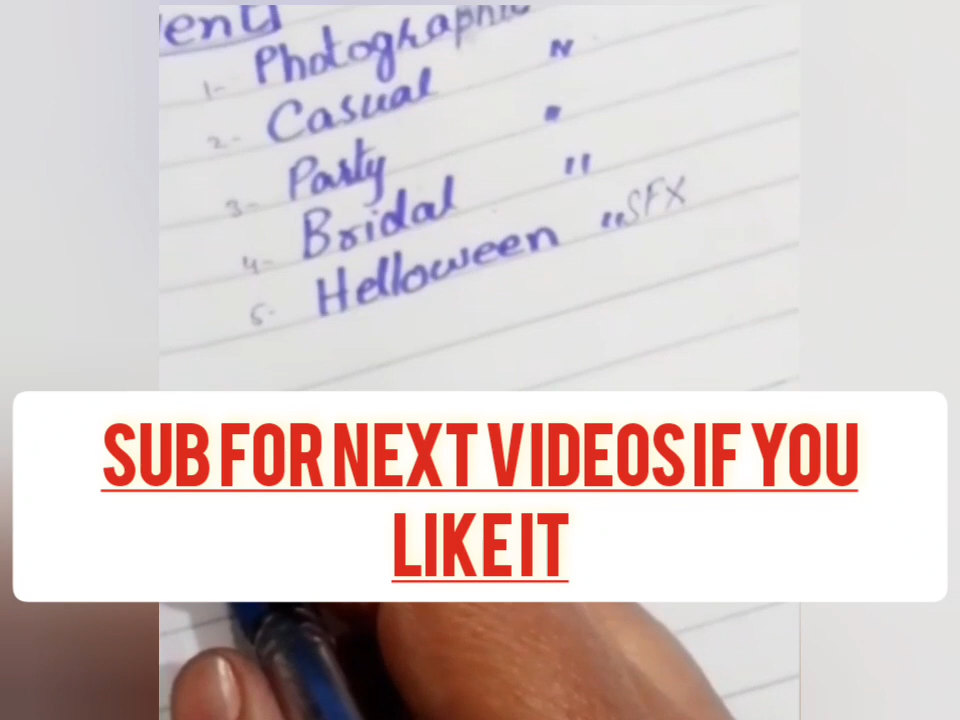 1- Photographic
2- Casual "
3- Party "
4- Bridal "
5- Helloween " SFX
SUB FOR NEXT VIDEOS IF YOU
LIKE IT